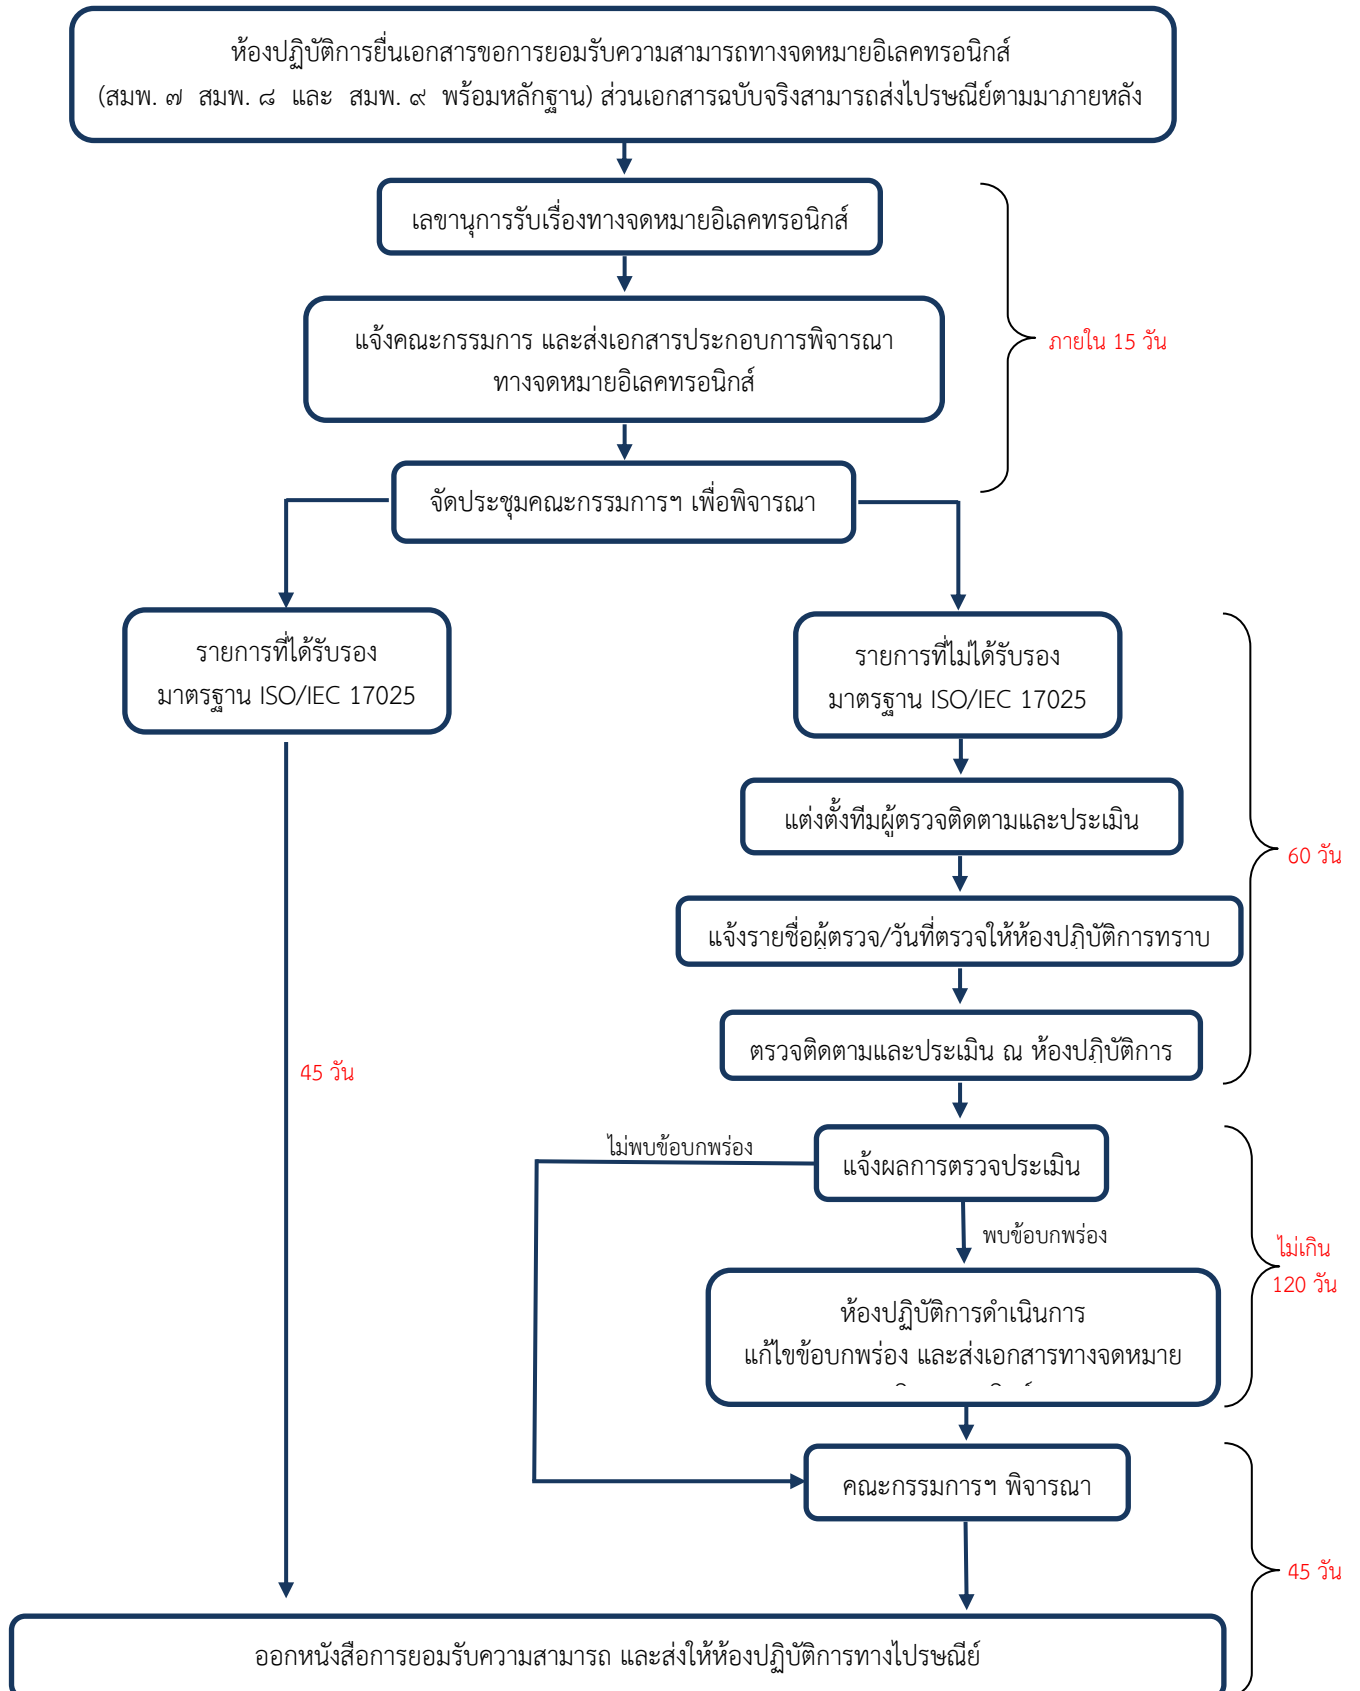 ห้องปฏิบัติการยื่นเอกสารขอการยอมรับความสามารถทางจดหมายอิเลคทรอนิกส์
(สมพ. ๗ สมพ. ๘ และ สมพ. ๙ พร้อมหลักฐาน) ส่วนเอกสารฉบับจริงสามารถส่งไปรษณีย์ตามมาภายหลัง
เลขานุการรับเรื่องทางจดหมายอิเลคทรอนิกส์
แจ้งคณะกรรมการ และส่งเอกสารประกอบการพิจารณา
ทางจดหมายอิเลคทรอนิกส์
ภายใน 15 วัน
จัดประชุมคณะกรรมการฯ เพื่อพิจารณา
รายการที่ได้รับรอง
มาตรฐาน ISO/IEC 17025
รายการที่ไม่ได้รับรอง
มาตรฐาน ISO/IEC 17025
แต่งตั้งทีมผู้ตรวจติดตามและประเมิน
60 วัน
แจ้งรายชื่อผู้ตรวจ/วันที่ตรวจให้ห้องปฏิบัติการทราบ
ตรวจติดตามและประเมิน ณ ห้องปฏิบัติการ
45 วัน
ไม่พบข้อบกพร่อง
แจ้งผลการตรวจประเมิน
พบข้อบกพร่อง
ไม่เกิน
120 วัน
ห้องปฏิบัติการดำเนินการ
แก้ไขข้อบกพร่อง และส่งเอกสารทางจดหมาย
คณะกรรมการฯ พิจารณา
45 วัน
ออกหนังสือการยอมรับความสามารถ และส่งให้ห้องปฏิบัติการทางไปรษณีย์